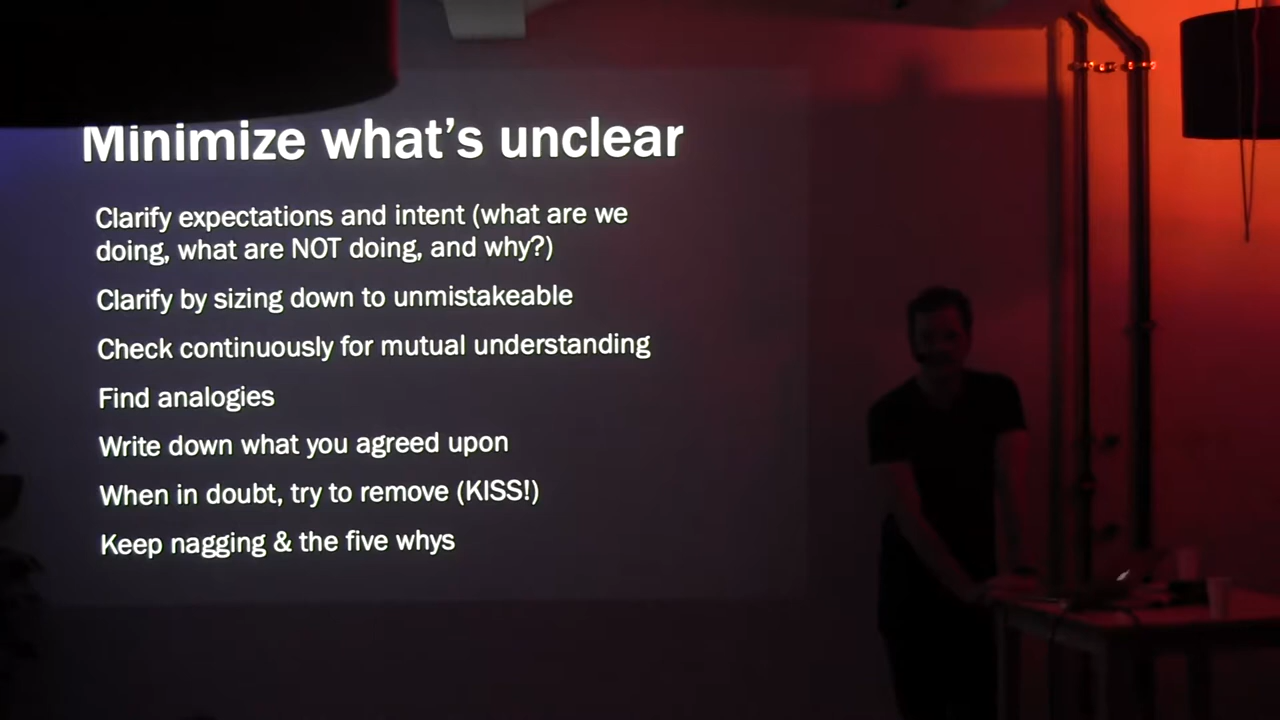 Minimize what's unclear
Clarify expectations and intent (what are we
doing, what are NOT doing, and why?)
Clarify by sizing down to unmistakeable
Check continuously for mutual understanding
Find analogies
Write down what you agreed upon
When in doubt, try to remove (KISS!)
Keep nagging & the five whys